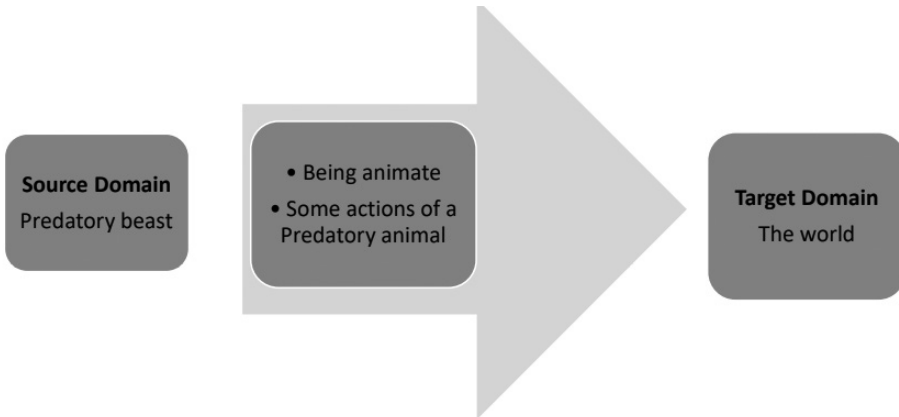 Source Domain
Predatory beast
• Being animate
• Some actions of a
Predatory animal
Target Domain
The world